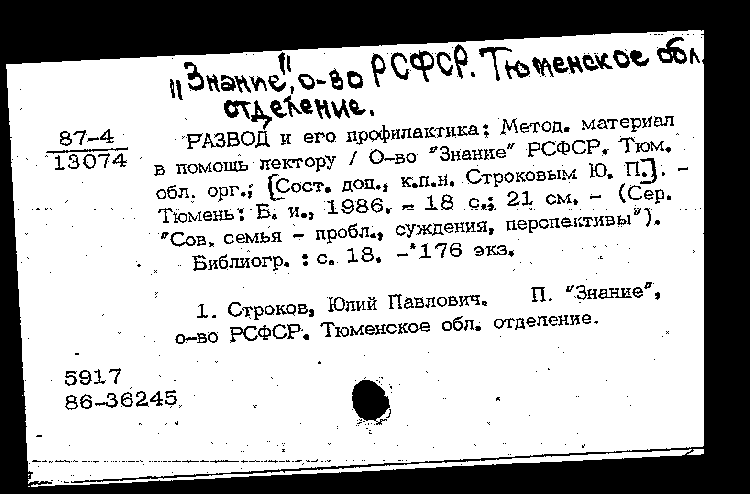 "Знание", о-во РСФСР. Тюменское обл.
отделение.
87-4
13074
РАЗВОД и его профилактика: Метод. материал
в помощь лектору / О-во "Знание" РСФСР. Тюм.
обл. орг.; [Сост. доц., к.п.н. Строковым Ю. П.]. -
Тюмень: Б. и., 1986. - 18 с.; 21 см. - (Сер.
"Сов. семья - пробл., суждения, перспективы").
Библиогр. : с. 18. -*176 экз.
1. Строков, Юлий Павлович. П. "Знание",
о-во РСФСР. Тюменское обл. отделение.
5917
86-36245